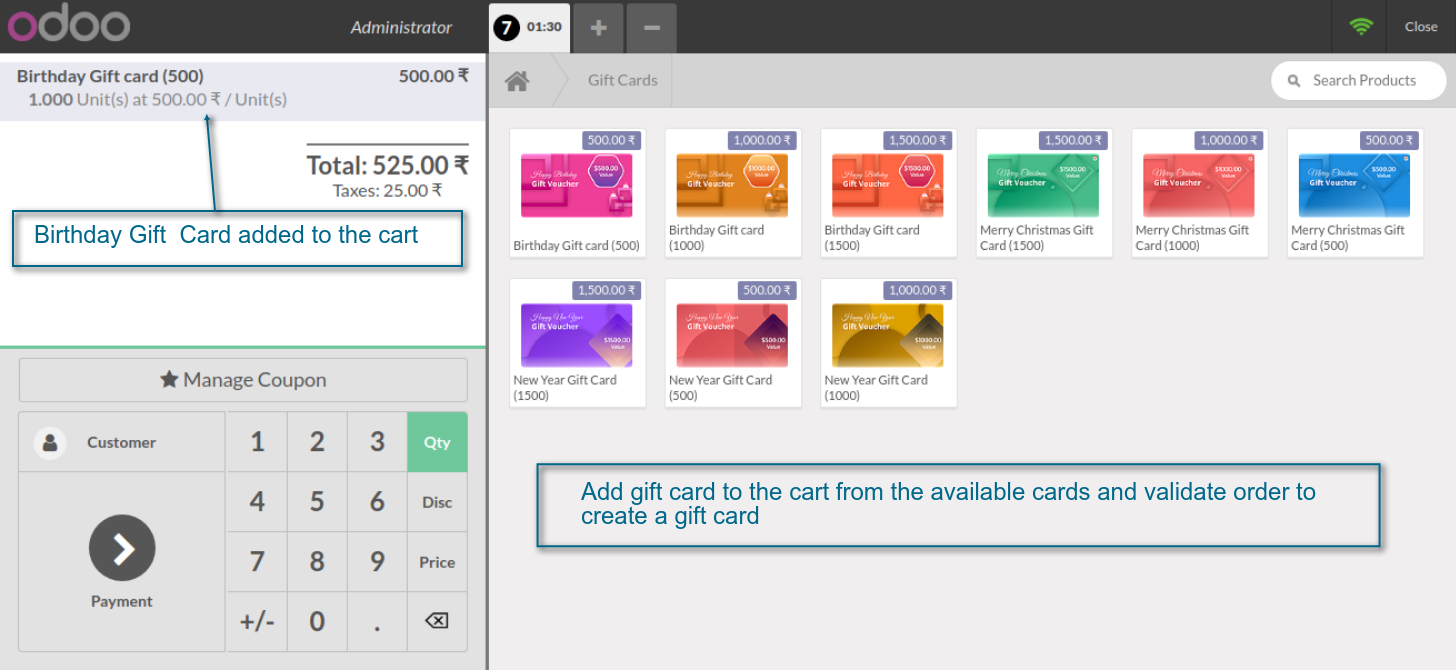 odoo
Administrator
7 01:30
+
−
Close
Birthday Gift card (500) 500.00 ₹
1.000 Unit(s) at 500.00 ₹ / Unit(s)
Total: 525.00 ₹
Taxes: 25.00 ₹
Birthday Gift Card added to the cart
Manage Coupon
Customer
1 2 3 Qty
4 5 6 Disc
7 8 9 Price
+/- 0 .
Payment
Gift Cards
Search Products
500.00 ₹
Happy Birthday
Gift Voucher
$500.00
Value
Birthday Gift card (500)
1,000.00 ₹
Happy Birthday
Gift Voucher
$1000.00
Value
Birthday Gift card
(1000)
1,500.00 ₹
Happy Birthday
Gift Voucher
$1500.00
Value
Birthday Gift card
(1500)
1,500.00 ₹
Merry Christmas
Gift Voucher
$1500.00
Value
Merry Christmas Gift
Card (1500)
1,000.00 ₹
Merry Christmas
Gift Voucher
$1000.00
Value
Merry Christmas Gift
Card (1000)
500.00 ₹
Merry Christmas
Gift Voucher
$500.00
Value
Merry Christmas Gift
Card (500)
1,500.00 ₹
Happy New Year
Gift Voucher
$1500.00
Value
New Year Gift Card
(1500)
500.00 ₹
Happy New Year
Gift Voucher
$500.00
Value
New Year Gift Card
(500)
1,000.00 ₹
Happy New Year
Gift Voucher
$1000.00
Value
New Year Gift Card
(1000)
Add gift card to the cart from the available cards and validate order to
create a gift card